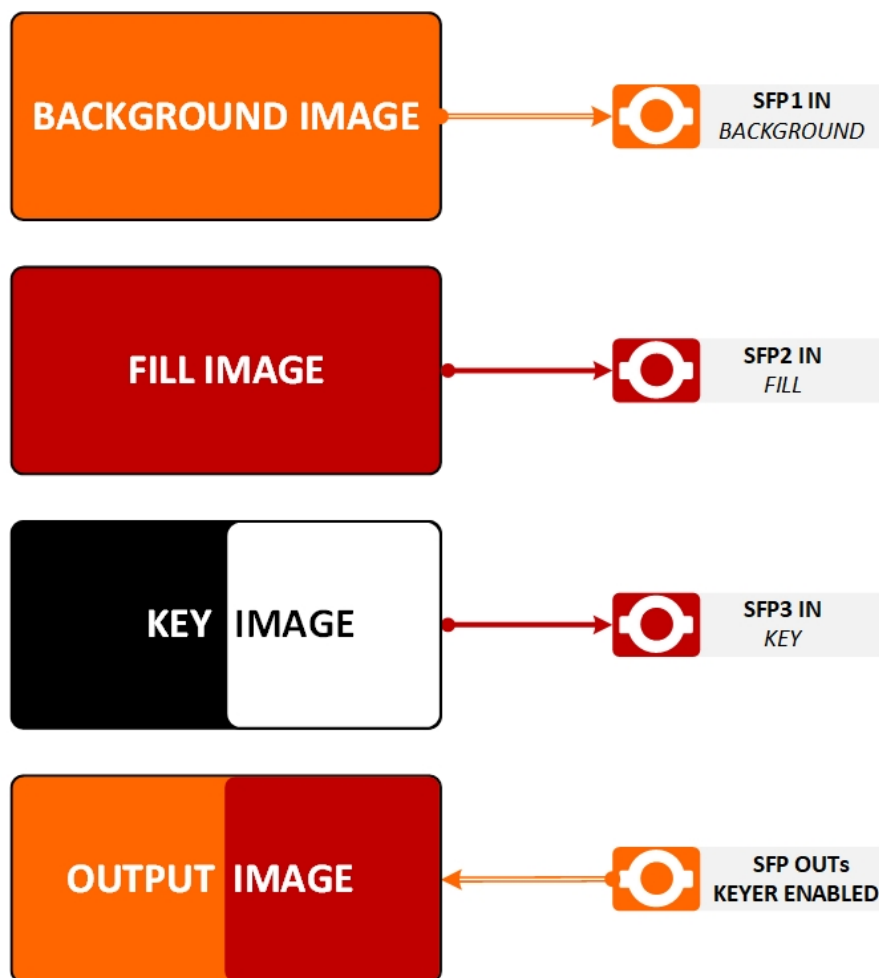 BACKGROUND IMAGE
SFP1 IN
BACKGROUND
FILL IMAGE
SFP2 IN
FILL
KEY IMAGE
SFP3 IN
KEY
OUTPUT IMAGE
SFP OUTs
KEYER ENABLED